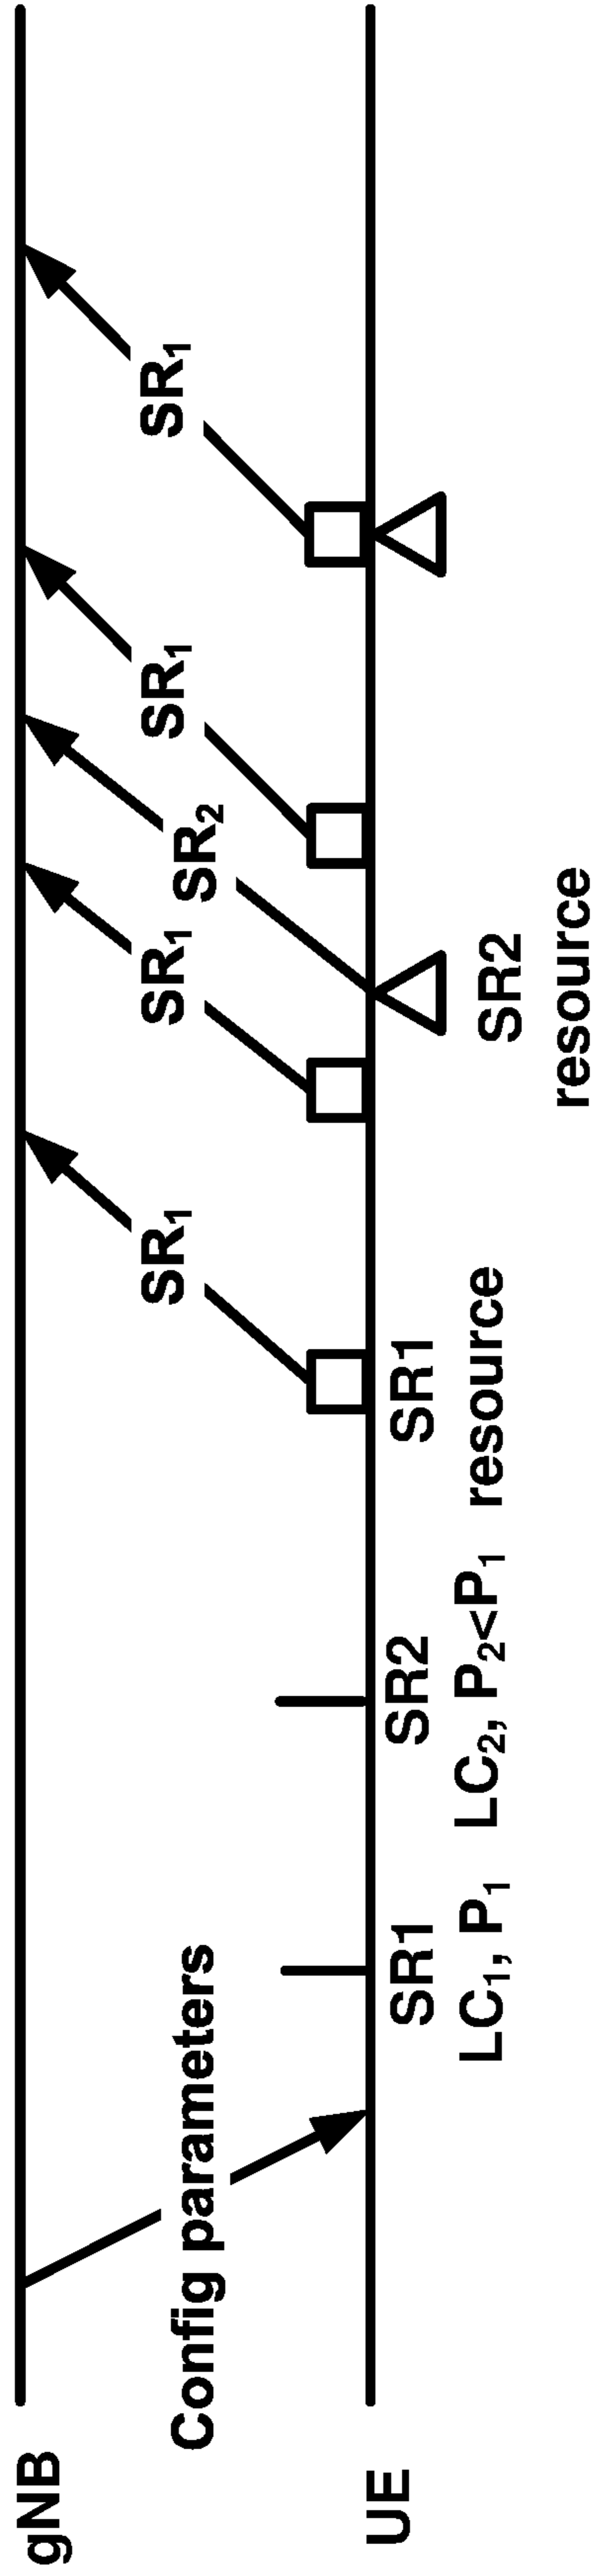 gNB
Config parameters
SR₁
SR₁
SR₂
SR₁
SR₁
UE
SR1
LC₁, P₁
SR2
LC₂, P₂<P₁
SR1
resource
SR2
resource